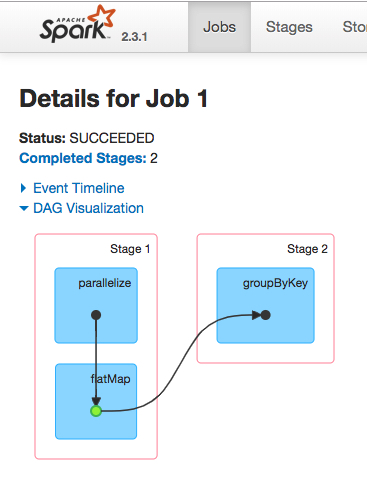 APACHE
Spark™ 2.3.1 Jobs Stages Sto
Details for Job 1
Status: SUCCEEDED
Completed Stages: 2
Event Timeline
DAG Visualization
Stage 1 Stage 2
parallelize groupByKey
flatMap